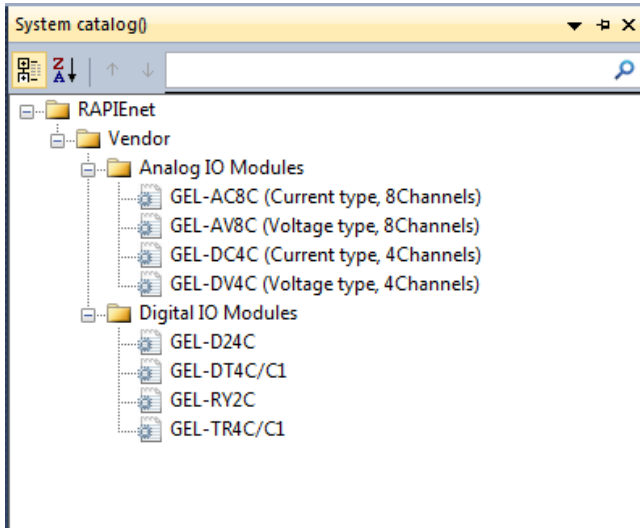 System catalog()
RAPIEnet
Vendor
Analog IO Modules
GEL-AC8C (Current type, 8Channels)
GEL-AV8C (Voltage type, 8Channels)
GEL-DC4C (Current type, 4Channels)
GEL-DV4C (Voltage type, 4Channels)
Digital IO Modules
GEL-D24C
GEL-DT4C/C1
GEL-RY2C
GEL-TR4C/C1